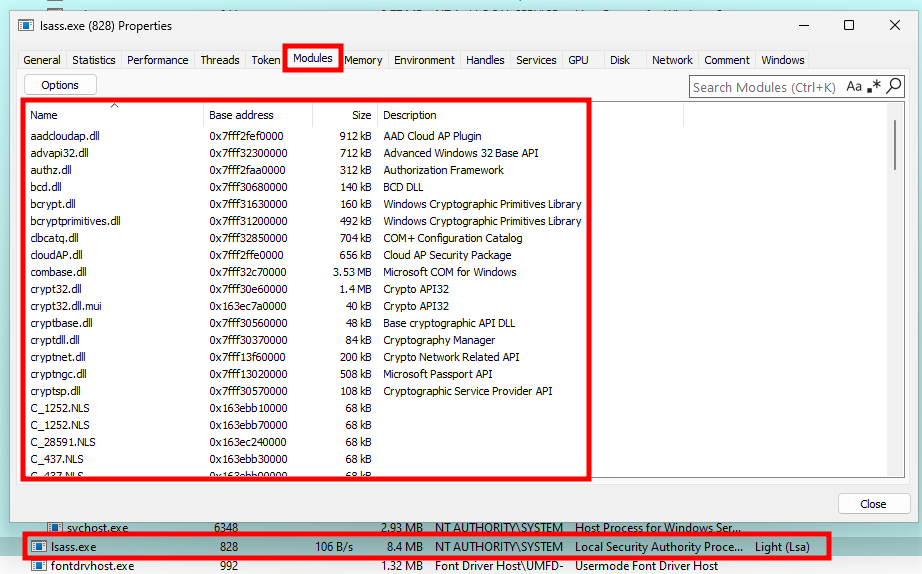 lsass.exe (828) Properties
General Statistics Performance Threads Token Modules Memory Environment Handles Services GPU Disk Network Comment Windows
Options Search Modules (Ctrl+K) Aa .*
Name Base address Size Description
aadcloudap.dll 0x7fff2fef0000 912 kB AAD Cloud AP Plugin
advapi32.dll 0x7fff32300000 712 kB Advanced Windows 32 Base API
authz.dll 0x7fff2faa0000 312 kB Authorization Framework
bcd.dll 0x7fff30680000 140 kB BCD DLL
bcrypt.dll 0x7fff31630000 160 kB Windows Cryptographic Primitives Library
bcryptprimitives.dll 0x7fff31200000 492 kB Windows Cryptographic Primitives Library
clbcatq.dll 0x7fff32850000 704 kB COM+ Configuration Catalog
cloudAP.dll 0x7fff2ffe0000 656 kB Cloud AP Security Package
combase.dll 0x7fff32c70000 3.53 MB Microsoft COM for Windows
crypt32.dll 0x7fff30e60000 1.4 MB Crypto API32
crypt32.dll.mui 0x163ec7a0000 40 kB Crypto API32
cryptbase.dll 0x7fff30560000 48 kB Base cryptographic API DLL
cryptdll.dll 0x7fff30370000 84 kB Cryptography Manager
cryptnet.dll 0x7fff13f60000 200 kB Crypto Network Related API
cryptngc.dll 0x7fff13020000 508 kB Microsoft Passport API
cryptsp.dll 0x7fff30570000 108 kB Cryptographic Service Provider API
C_1252.NLS 0x163ebb10000 68 kB
C_1252.NLS 0x163ebb70000 68 kB
C_28591.NLS 0x163ec240000 68 kB
C_437.NLS 0x163ebb30000 68 kB
C_437.NLS 68 kB
Close
svchost.exe 6348 2.93 MB NT AUTHORITY\SYSTEM Host Process for Windows Ser...
lsass.exe 828 106 B/s 8.4 MB NT AUTHORITY\SYSTEM Local Security Authority Proce... Light (Lsa)
fontdrvhost.exe 992 1.32 MB Font Driver Host\UMFD- Usermode Font Driver Host